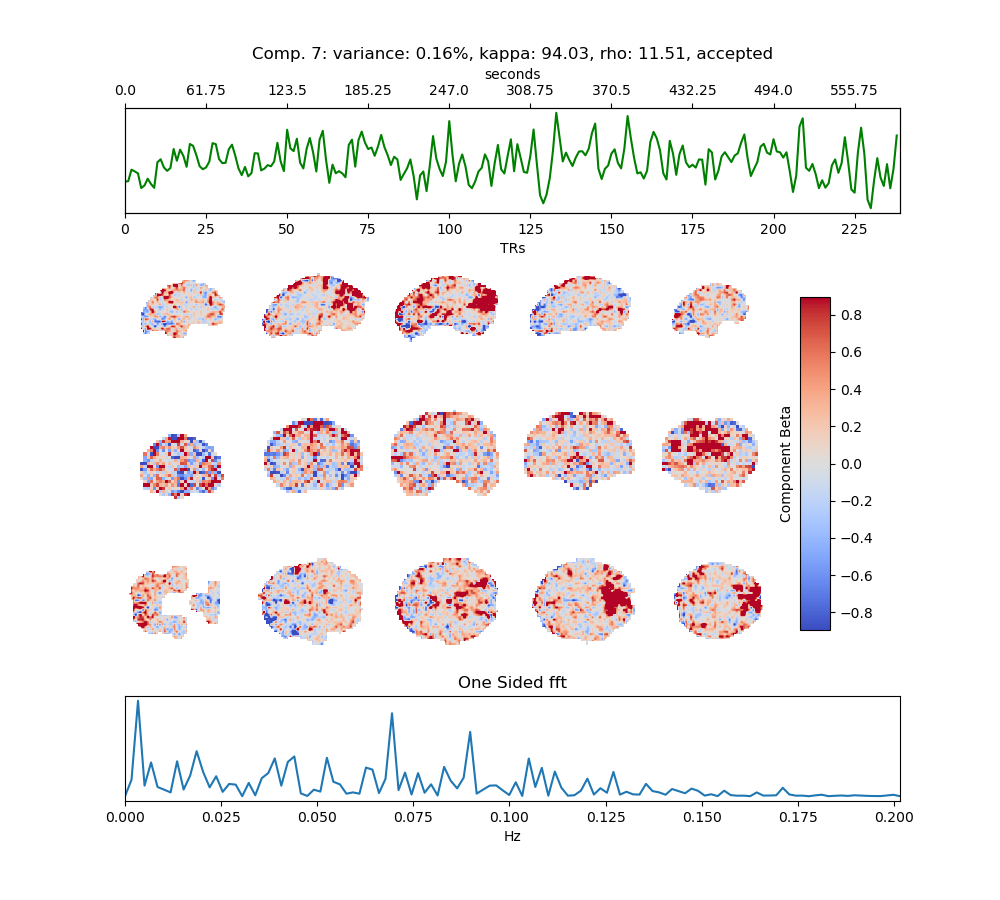 Comp. 7: variance: 0.16%, kappa: 94.03, rho: 11.51, accepted
seconds
0.0 61.75 123.5 185.25 247.0 308.75 370.5 432.25 494.0 555.75
0 25 50 75 100 125 150 175 200 225
TRs
0.8
0.6
0.4
0.2
0.0
−0.2
−0.4
−0.6
−0.8
Component Beta
One Sided fft
0.000 0.025 0.050 0.075 0.100 0.125 0.150 0.175 0.200
Hz